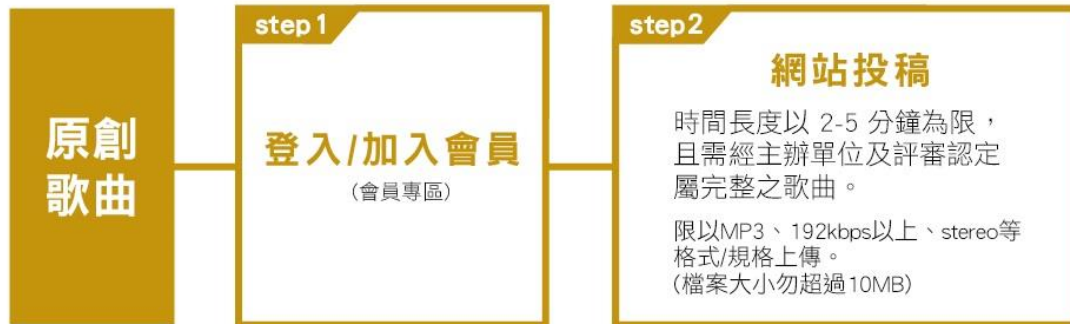 原創
歌曲
step 1
登入/加入會員
(會員專區)
step2
網站投稿
時間長度以 2-5 分鐘為限，
且需經主辦單位及評審認定
屬完整之歌曲。
限以MP3、192kbps以上、stereo等
格式/規格上傳。
(檔案大小勿超過10MB)